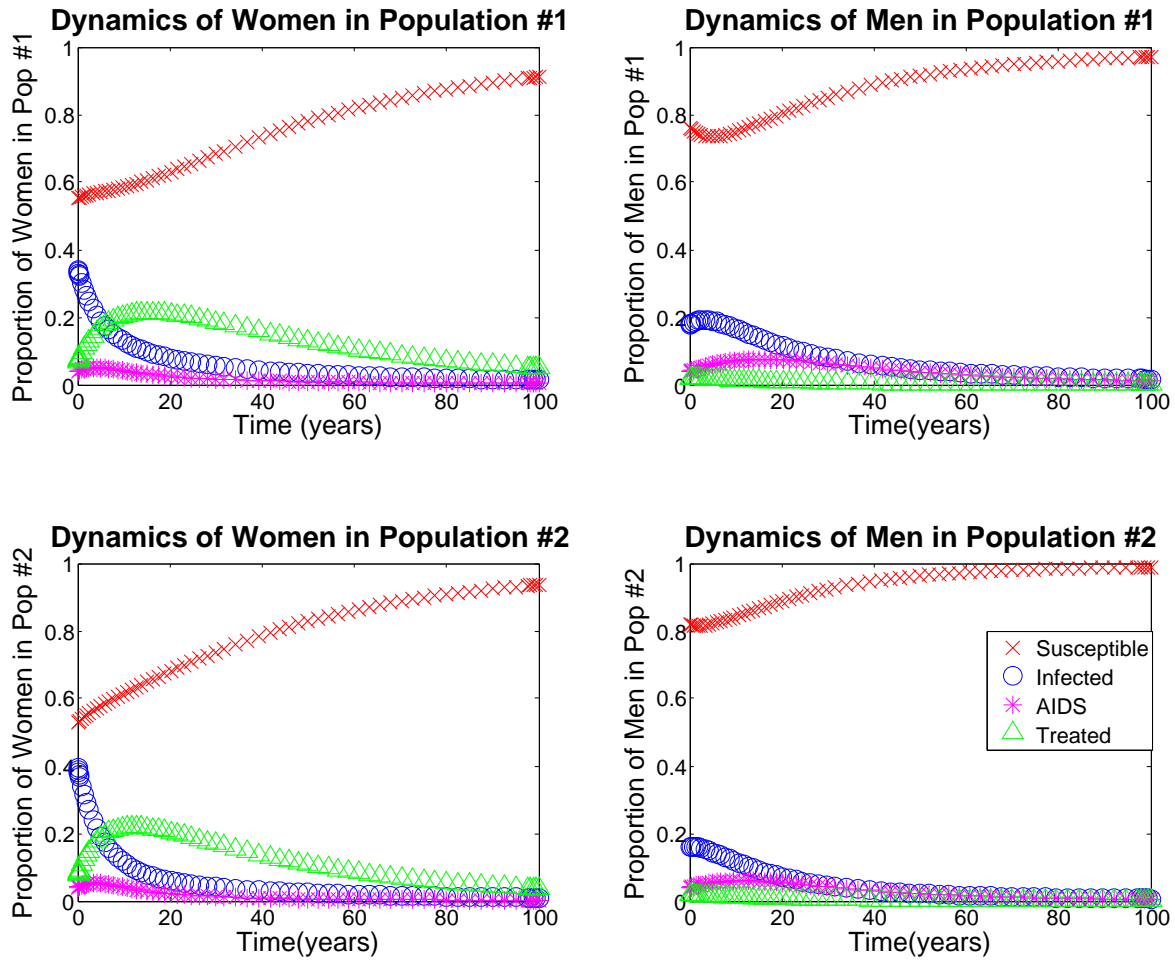 Dynamics of Women in Population #1
Proportion of Women in Pop #1
1
0.8
0.6
0.4
0.2
0
0 20 40 60 80 100
Time (years)
Dynamics of Men in Population #1
Proportion of Men in Pop #1
1
0.8
0.6
0.4
0.2
0
0 20 40 60 80 100
Time(years)
Dynamics of Women in Population #2
Proportion of Women in Pop #2
1
0.8
0.6
0.4
0.2
0
0 20 40 60 80 100
Time(years)
Dynamics of Men in Population #2
Proportion of Men in Pop #2
1
0.8
0.6
0.4
0.2
0
0 20 40 60 80 100
Time(years)
Susceptible
Infected
AIDS
Treated